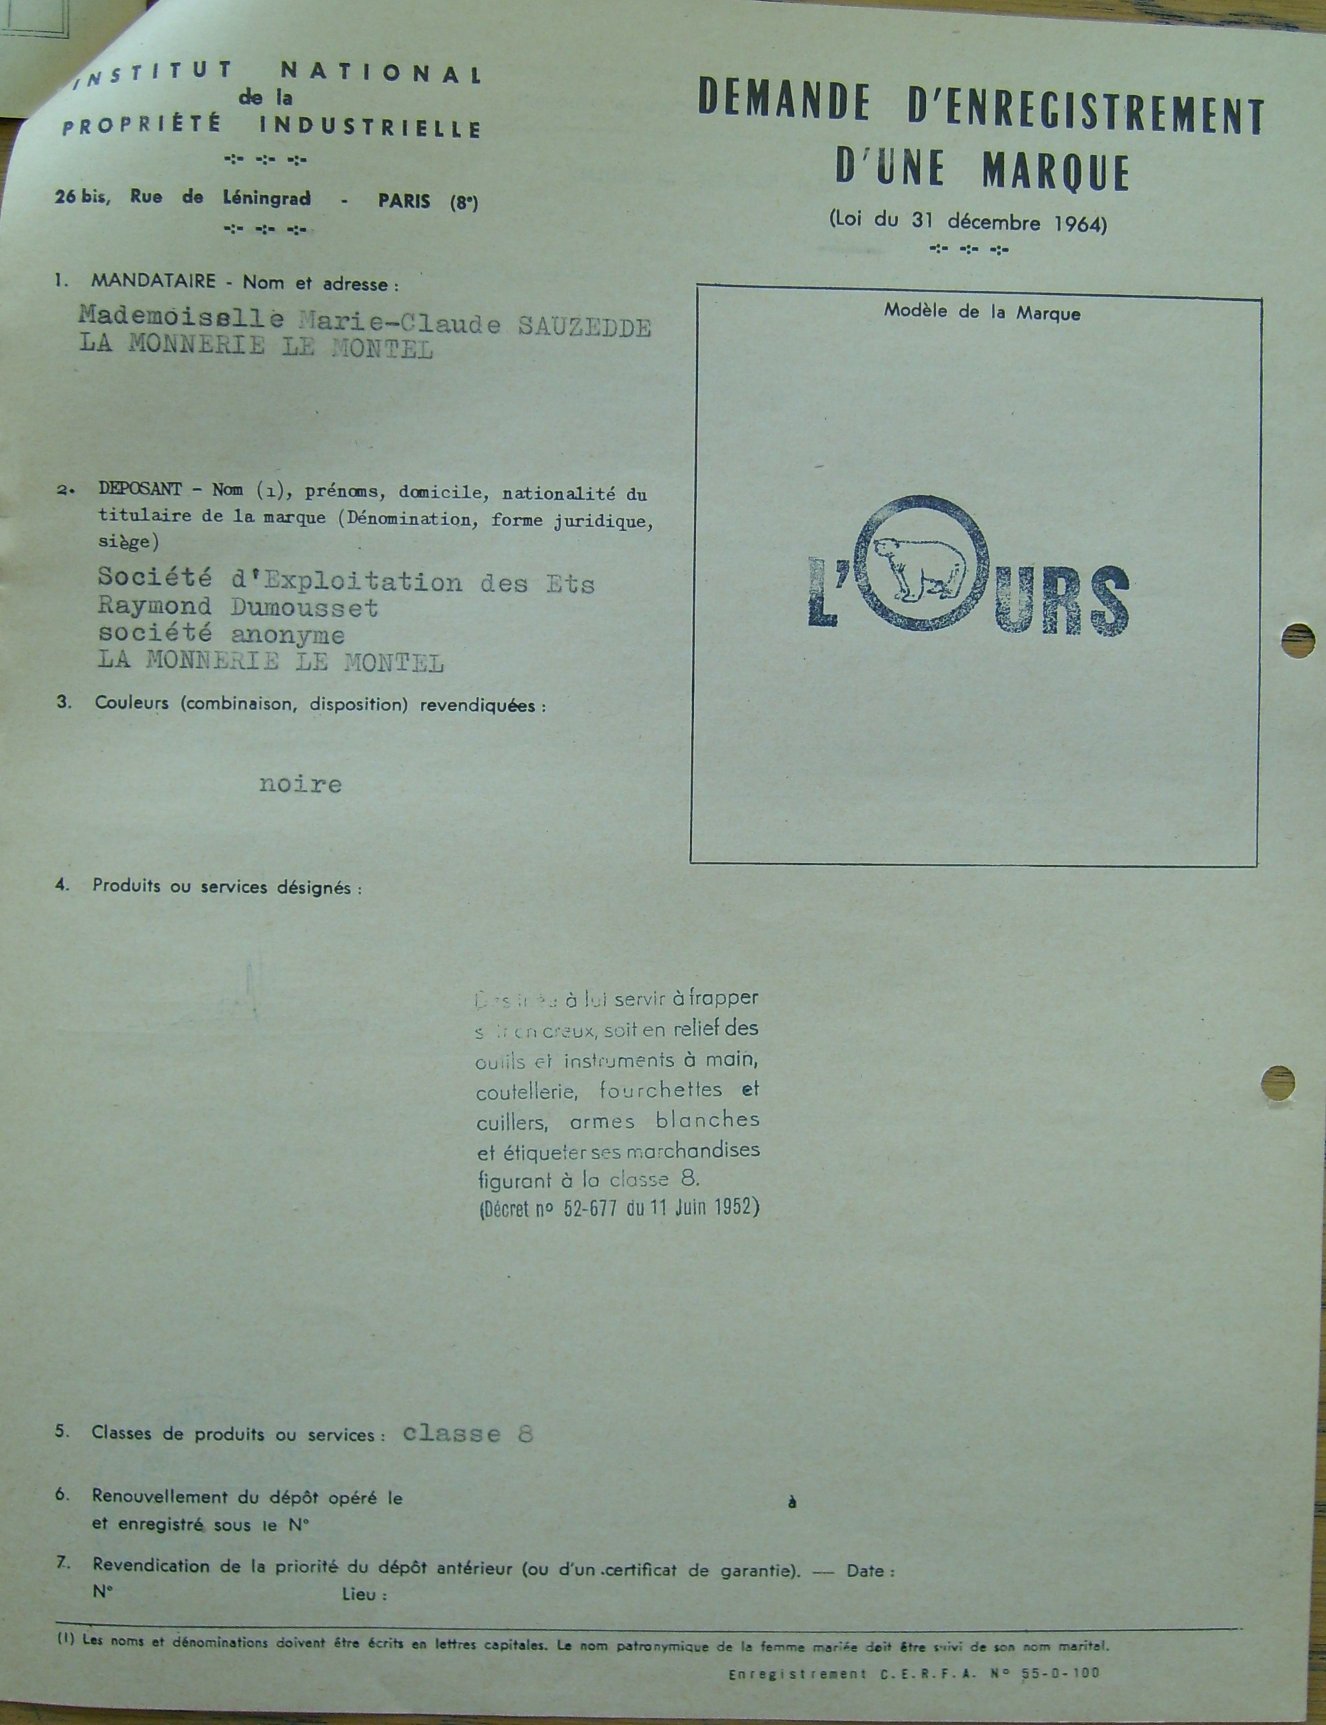 INSTITUT NATIONAL
de la
PROPRIÉTÉ INDUSTRIELLE
-:- -:- -:-
26 bis, Rue de Léningrad - PARIS (8e)
-:- -:- -:-
DEMANDE D'ENREGISTREMENT
D'UNE MARQUE
(Loi du 31 décembre 1964)
-:- -:- -:-
1. MANDATAIRE - Nom et adresse :
Mademoiselle Marie-Claude SAUZEDDE
LA MONNERIE LE MONTEL
Modèle de la Marque
L'OURS
2. DEPOSANT - Nom (1), prénoms, domicile, nationalité du
titulaire de la marque (Dénomination, forme juridique,
siège)
Société d'Exploitation des Ets
Raymond Dumousset
société anonyme
LA MONNERIE LE MONTEL
3. Couleurs (combinaison, disposition) revendiquées :
noire
4. Produits ou services désignés :
Destinée à lui servir à frapper
soit en creux, soit en relief des
outils et instruments à main,
coutellerie, fourchettes et
cuillers, armes blanches
et étiqueter ses marchandises
figurant à la classe 8.
(Décret nº 52-677 du 11 Juin 1952)
5. Classes de produits ou services : classe 8
6. Renouvellement du dépôt opéré le à
et enregistré sous le N°
7. Revendication de la priorité du dépôt antérieur (ou d'un certificat de garantie). — Date :
N° Lieu :
(1) Les noms et dénominations doivent être écrits en lettres capitales. Le nom patronymique de la femme mariée doit être suivi de son nom marital.
Enregistrement C.E.R.F.A. N° 55-0-100